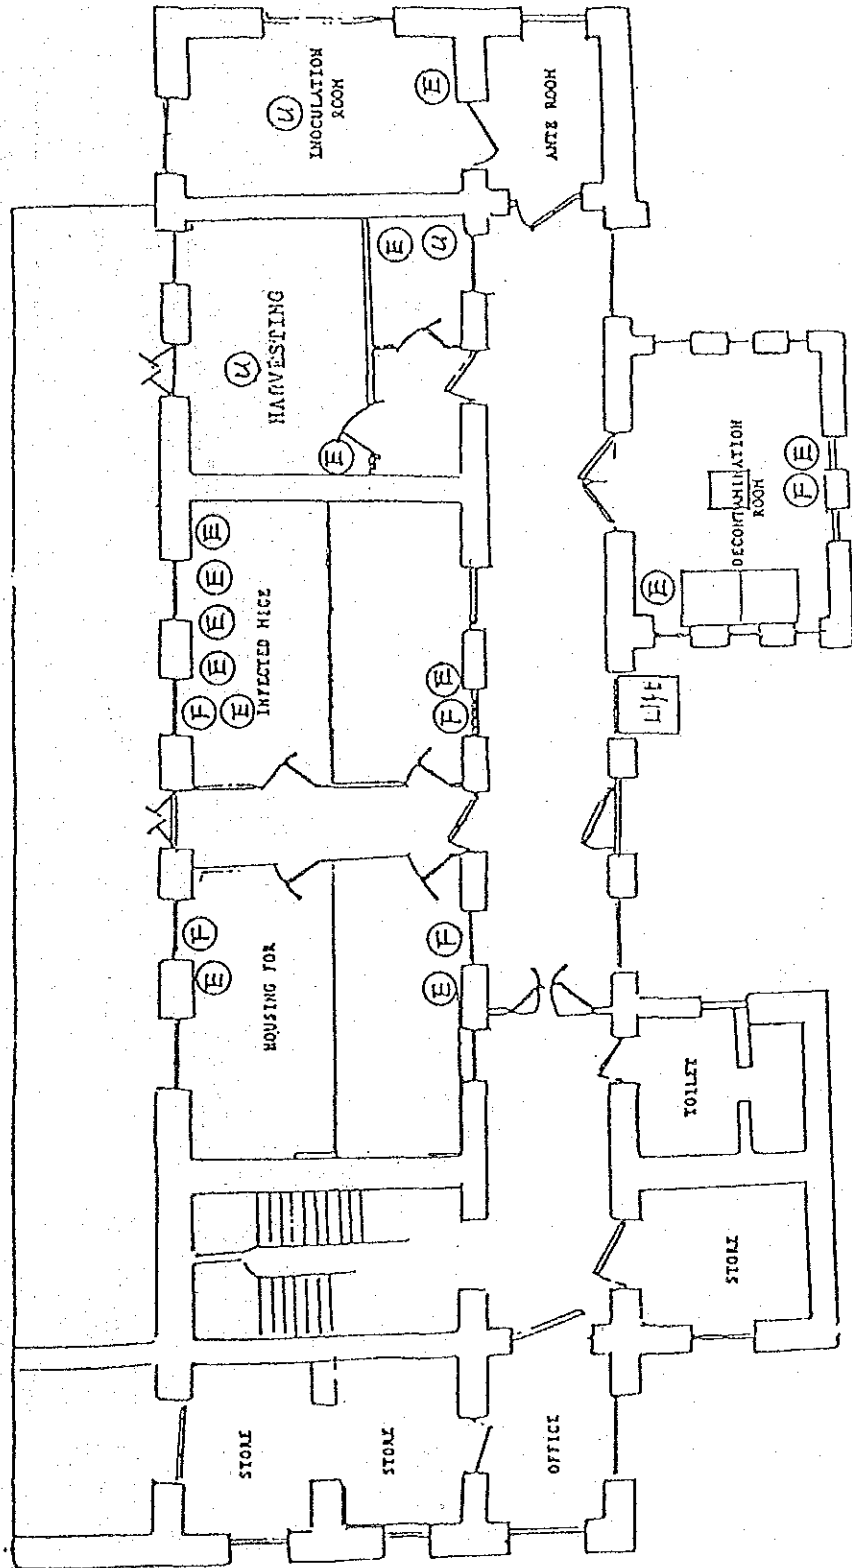 STORE
STORE
OFFICE
STORE
TOILET
E F
E F
HOUSING FOR INFECTED MICE
F E E E E
E
F E
U
HARVESTING
E
E
U
U
INOCULATION
ROOM
E
ANTE ROOM
LIFT
E
DECONTAMINATION
ROOM
F E